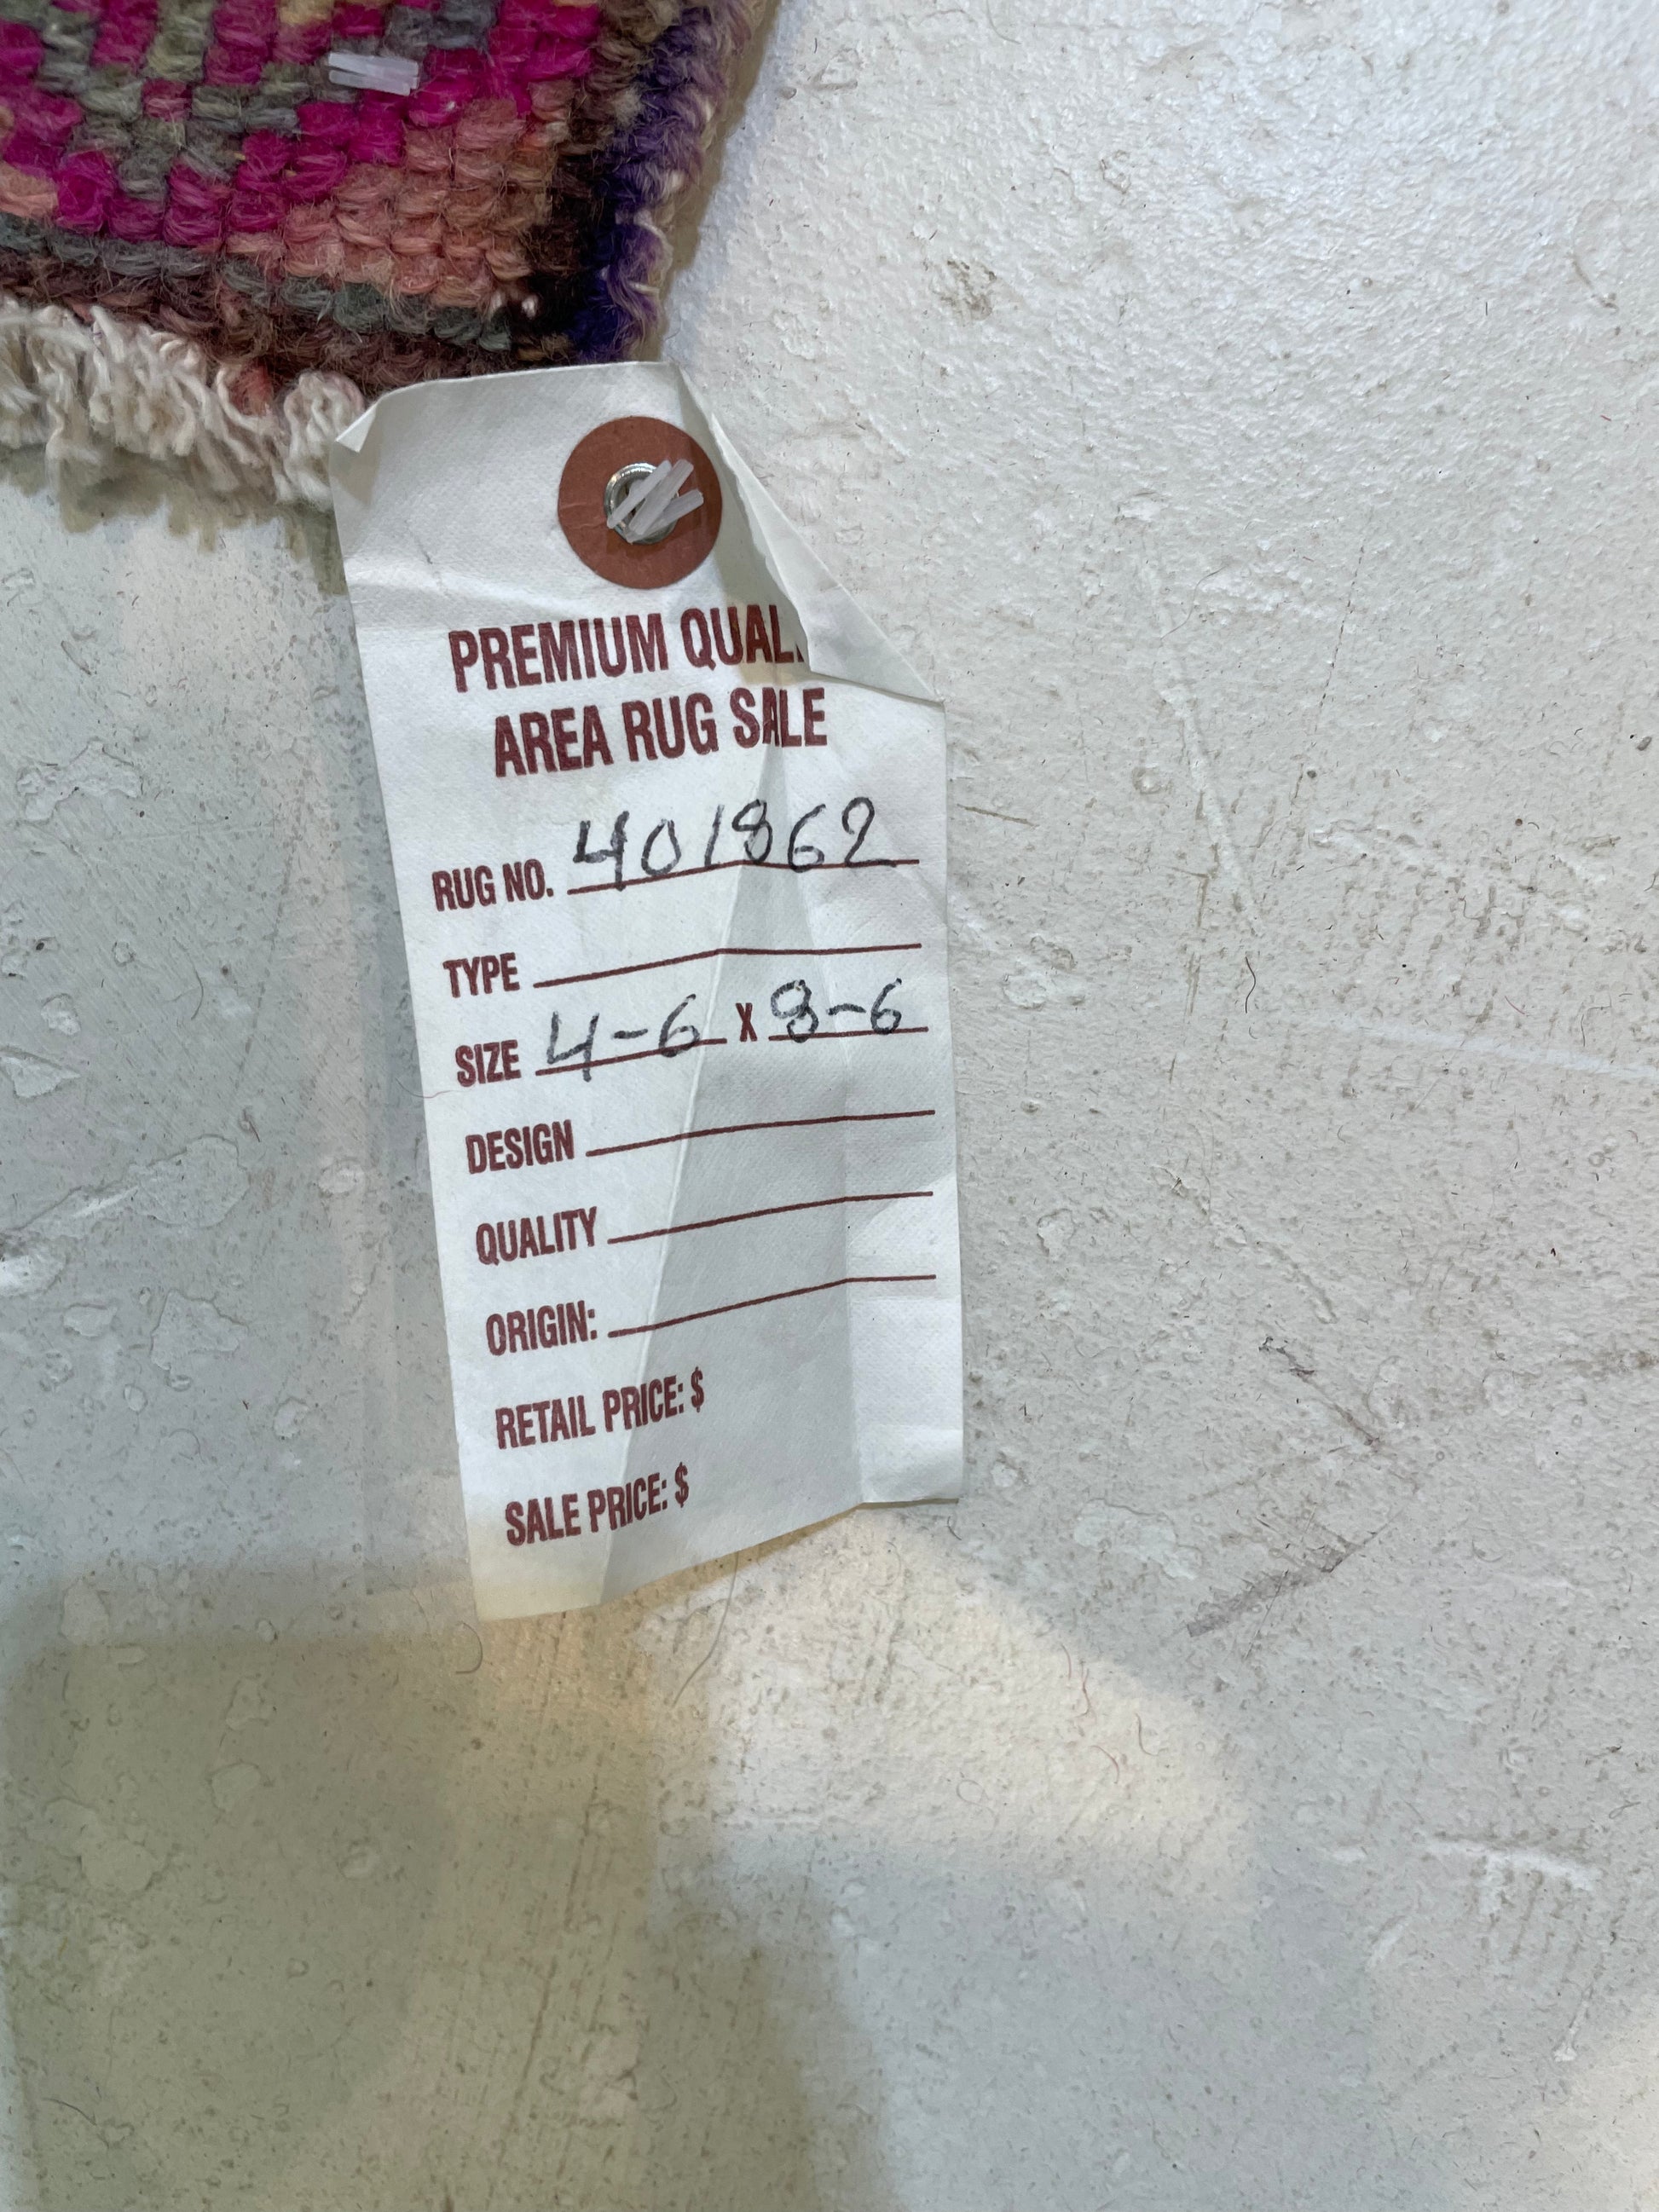 PREMIUM QUAL
AREA RUG SALE
RUG NO. 401862
TYPE
SIZE 4-6 X 8-6
DESIGN
QUALITY
ORIGIN:
RETAIL PRICE: $
SALE PRICE: $